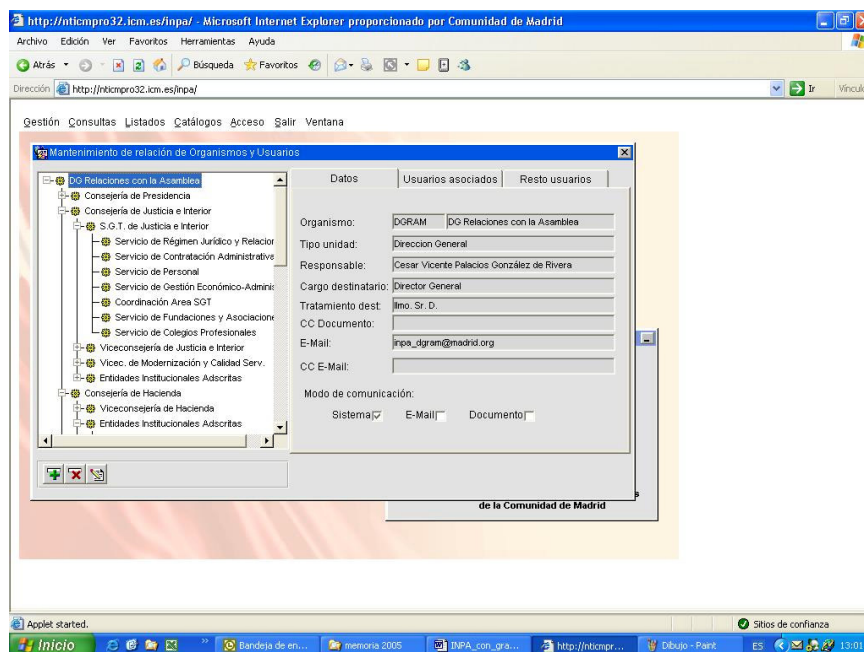 http://nticmpro32.icm.es/inpa/ - Microsoft Internet Explorer proporcionado por Comunidad de Madrid
Archivo Edición Ver Favoritos Herramientas Ayuda
Atrás Búsqueda Favoritos
Dirección http://nticmpro32.icm.es/inpa/ Ir Vínculos
Gestión Consultas Listados Catálogos Acceso Salir Ventana
Mantenimiento de relación de Organismos y Usuarios
DG Relaciones con la Asamblea
Consejería de Presidencia
Consejería de Justicia e Interior
S.G.T. de Justicia e Interior
Servicio de Régimen Jurídico y Relacior
Servicio de Contratación Administrativa
Servicio de Personal
Servicio de Gestión Económico-Adminis
Coordinación Area SGT
Servicio de Fundaciones y Asociacione
Servicio de Colegios Profesionales
Viceconsejería de Justicia e Interior
Vicec. de Modernización y Calidad Serv.
Entidades Institucionales Adscritas
Consejería de Hacienda
Viceconsejería de Hacienda
Entidades Institucionales Adscritas
Datos Usuarios asociados Resto usuarios
Organismo: DGRAM DG Relaciones con la Asamblea
Tipo unidad: Direccion General
Responsable: Cesar Vicente Palacios González de Rivera
Cargo destinatario: Director General
Tratamiento dest: Ilmo. Sr. D.
CC Documento:
E-Mail: inpa_dgram@madrid.org
CC E-Mail:
Modo de comunicación:
Sistema E-Mail Documento
s
de la Comunidad de Madrid
Applet started. Sitios de confianza
Inicio Bandeja de en... memoria 2005 INPA_con_gra... http://nticmpr... Dibujo - Paint ES 13:01